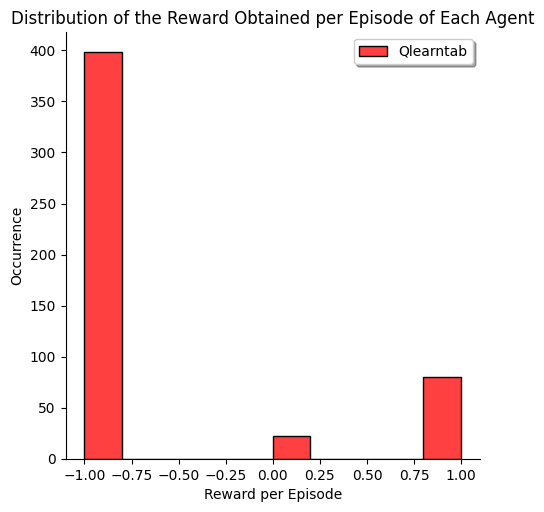 Distribution of the Reward Obtained per Episode of Each Agent
Qlearntab
400
350
300
250
200
150
100
50
0
Occurrence
−1.00 −0.75 −0.50 −0.25 0.00 0.25 0.50 0.75 1.00
Reward per Episode